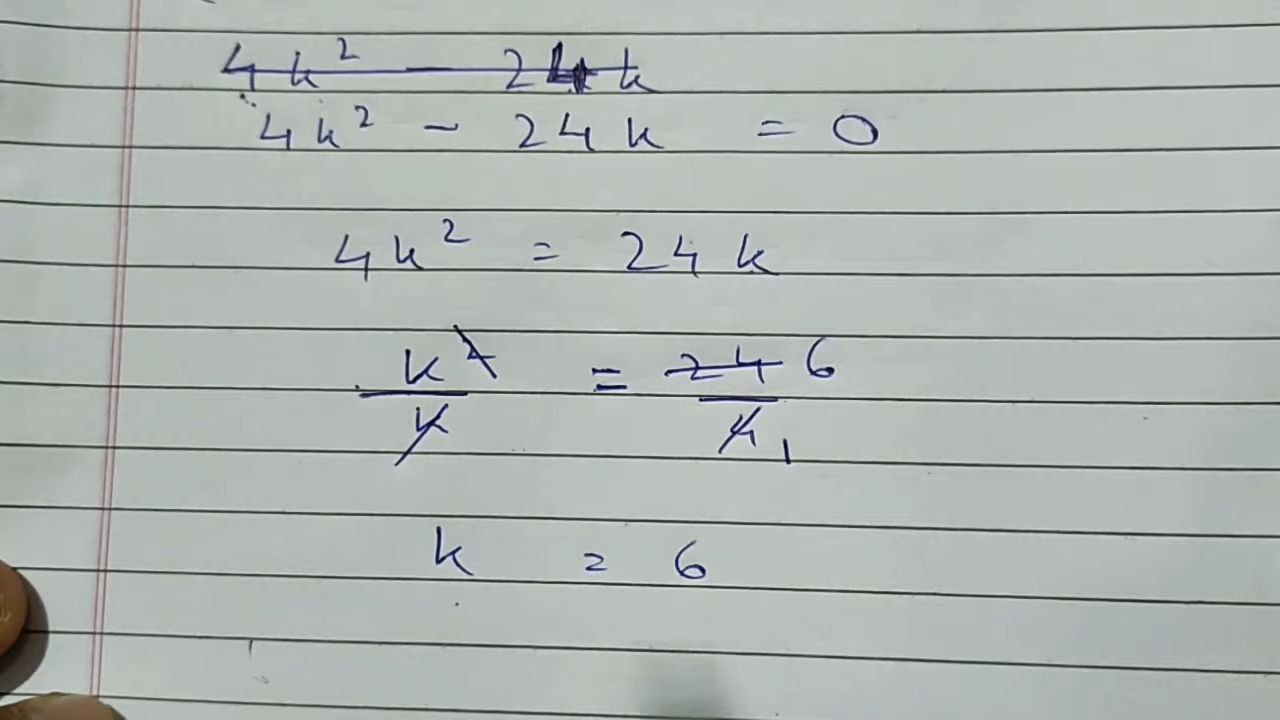 4k² - 24k
4k² - 24k = 0
4k² = 24k
k²/k = 24 6/4 1
k = 6